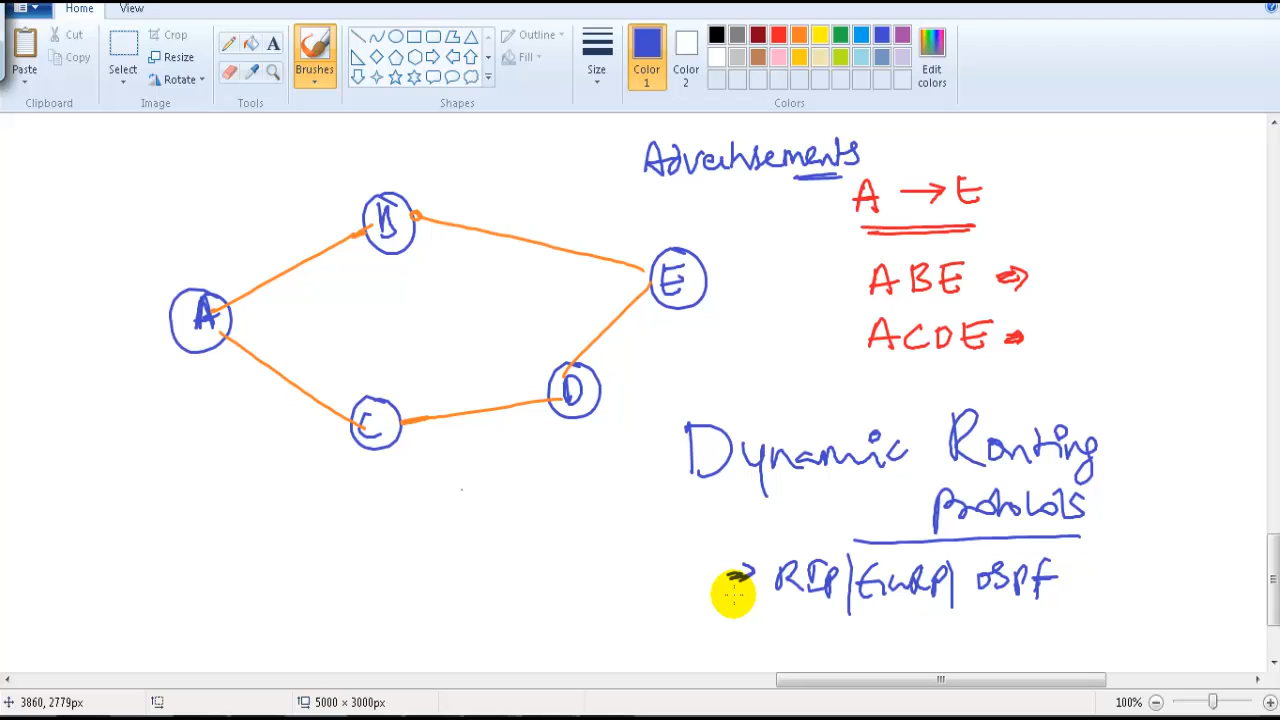 Home View
Cut
Copy
Paste
Clipboard
Select
Crop
Resize
Rotate
Image
A
Tools
Brushes
Shapes
Outline
Fill
Size
Color 1
Color 2
Edit colors
Colors
Advertisements
A → E
ABE ⇒
ACDE →
A
B
C
D
E
Dynamic Routing
protocols
→ RIP | EIGRP | OSPF
3860, 2779px
5000 × 3000px
100%